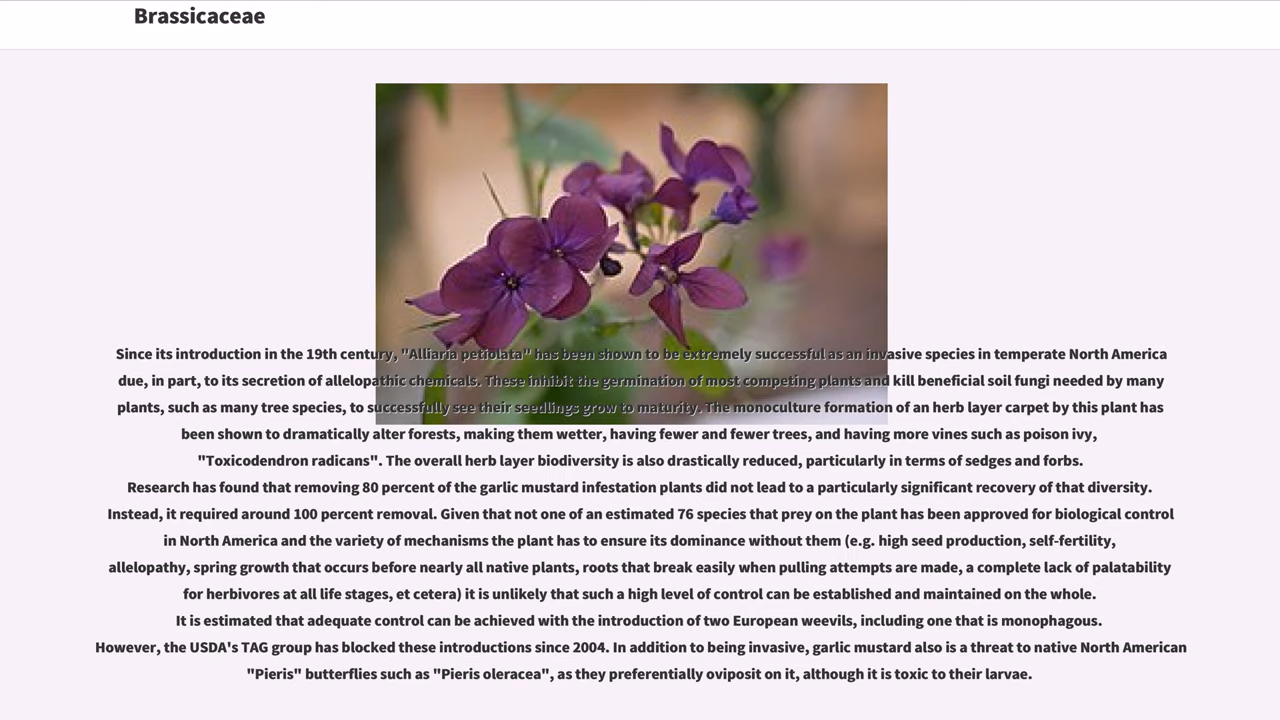 Brassicaceae
Since its introduction in the 19th century, "Alliaria petiolata" has been shown to be extremely successful as an invasive species in temperate North America
due, in part, to its secretion of allelopathic chemicals. These inhibit the germination of most competing plants and kill beneficial soil fungi needed by many
plants, such as many tree species, to successfully see their seedlings grow to maturity. The monoculture formation of an herb layer carpet by this plant has
been shown to dramatically alter forests, making them wetter, having fewer and fewer trees, and having more vines such as poison ivy,
"Toxicodendron radicans". The overall herb layer biodiversity is also drastically reduced, particularly in terms of sedges and forbs.
Research has found that removing 80 percent of the garlic mustard infestation plants did not lead to a particularly significant recovery of that diversity.
Instead, it required around 100 percent removal. Given that not one of an estimated 76 species that prey on the plant has been approved for biological control
in North America and the variety of mechanisms the plant has to ensure its dominance without them (e.g. high seed production, self-fertility,
allelopathy, spring growth that occurs before nearly all native plants, roots that break easily when pulling attempts are made, a complete lack of palatability
for herbivores at all life stages, et cetera) it is unlikely that such a high level of control can be established and maintained on the whole.
It is estimated that adequate control can be achieved with the introduction of two European weevils, including one that is monophagous.
However, the USDA's TAG group has blocked these introductions since 2004. In addition to being invasive, garlic mustard also is a threat to native North American
"Pieris" butterflies such as "Pieris oleracea", as they preferentially oviposit on it, although it is toxic to their larvae.